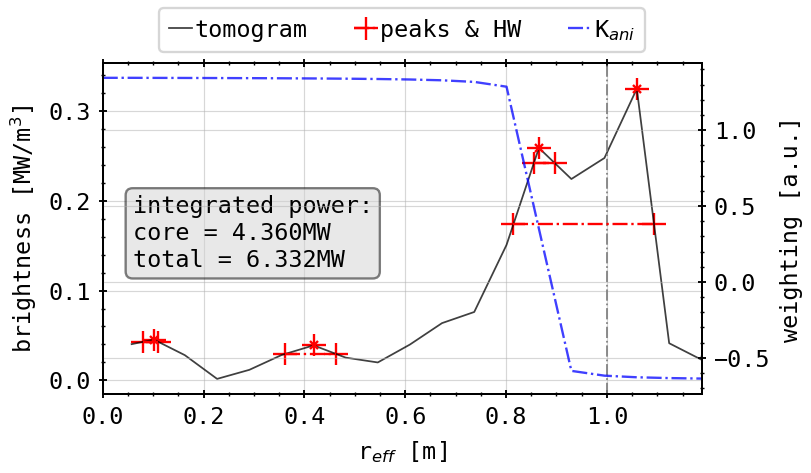 tomogram peaks & HW K_ani
brightness [MW/m³]
0.3
0.2
0.1
0.0
integrated power:
core = 4.360MW
total = 6.332MW
1.0
0.5
0.0
−0.5
weighting [a.u.]
0.0 0.2 0.4 0.6 0.8 1.0
r_eff [m]